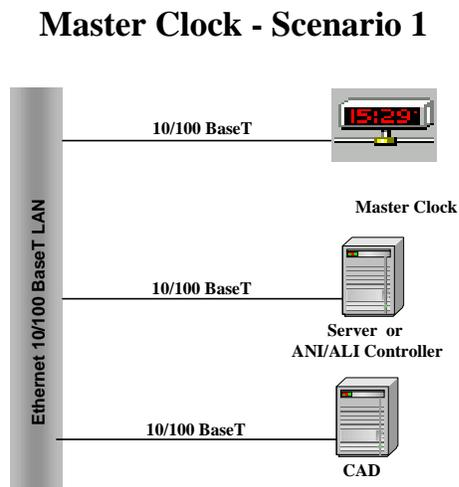 Master Clock - Scenario 1
10/100 BaseT
15:29
Master Clock
Ethernet 10/100 BaseT LAN
10/100 BaseT
Server or
ANI/ALI Controller
10/100 BaseT
CAD